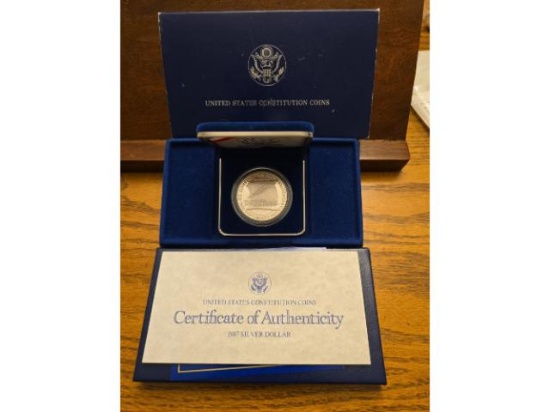 UNITED STATES CONSTITUTION COINS
UNITED STATES CONSTITUTION COINS
Certificate of Authenticity
1987 SILVER DOLLAR